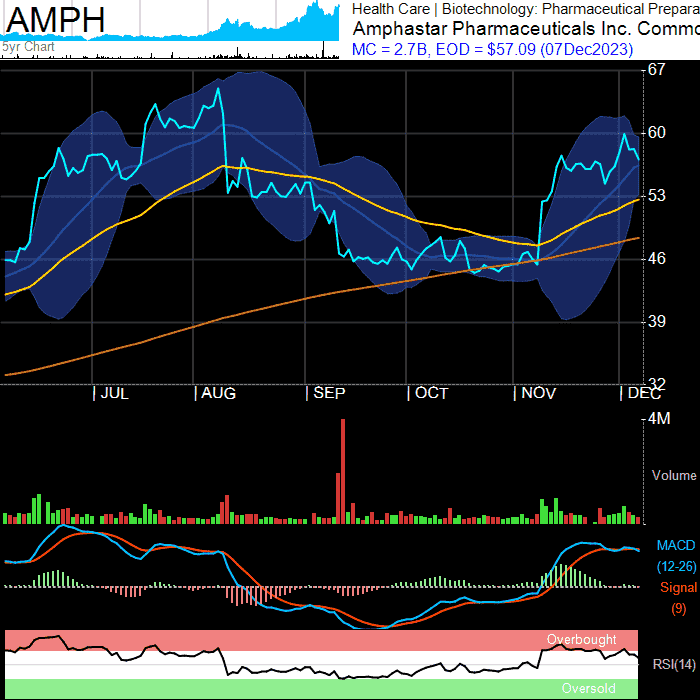 AMPH
5yr Chart
Health Care | Biotechnology: Pharmaceutical Prepara
Amphastar Pharmaceuticals Inc. Commo
MC = 2.7B, EOD = $57.09 (07Dec2023)
67
60
53
46
39
32
| JUL | AUG | SEP | OCT | NOV | DEC
4M
Volume
MACD
(12-26)
Signal
(9)
Overbought
RSI(14)
Oversold